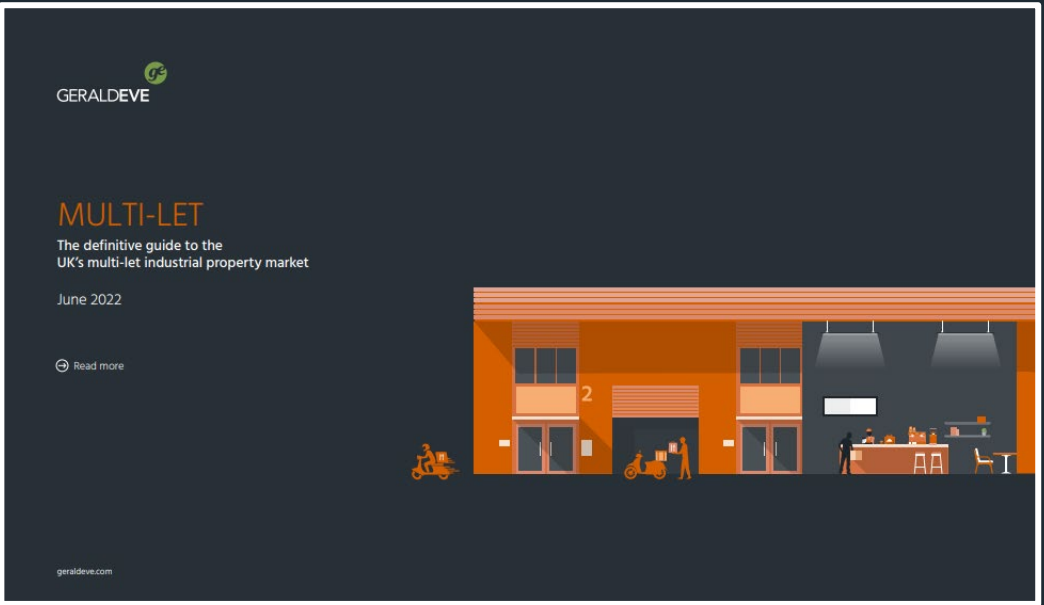 ge
GERALDEVE
MULTI-LET
The definitive guide to the
UK's multi-let industrial property market
June 2022
Read more
2
geraldeve.com